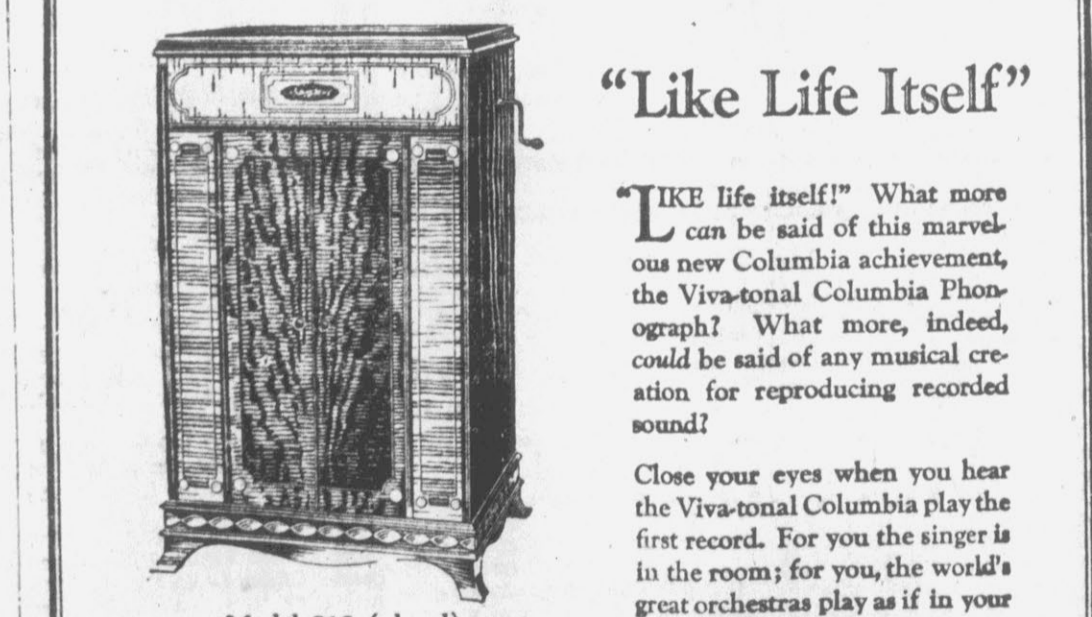 “Like Life Itself”
“LIKE life itself!” What more
can be said of this marvel-
ous new Columbia achievement,
the Viva-tonal Columbia Phon-
ograph? What more, indeed,
could be said of any musical cre-
ation for reproducing recorded
sound?
Close your eyes when you hear
the Viva-tonal Columbia play the
first record. For you the singer is
in the room; for you, the world's
great orchestras play as if in your